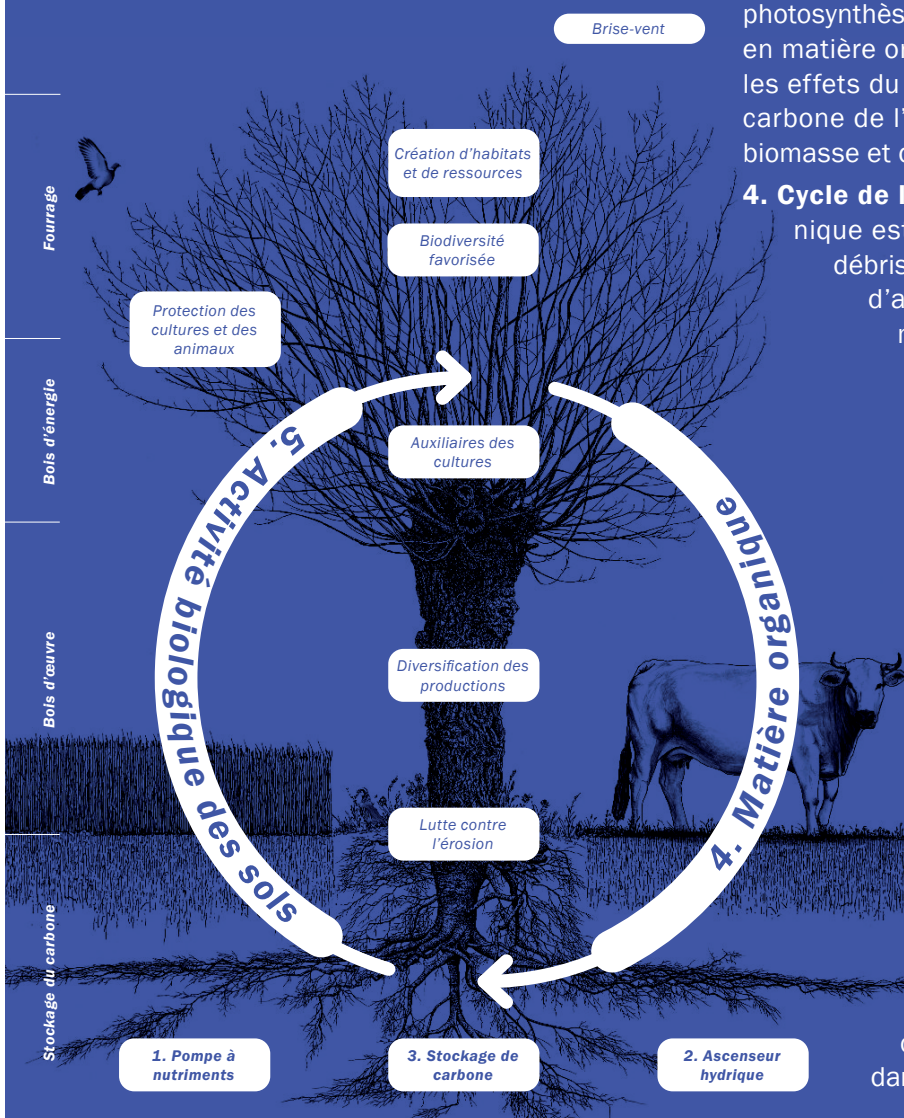 Brise-vent
photosynthès
en matière or
les effets du
carbone de l'
biomasse et c
4. Cycle de l
nique est
débris
d'a
Création d'habitats
et de ressources
Biodiversité
favorisée
Protection des
cultures et des
animaux
Auxiliaires des
cultures
Diversification des
productions
Lutte contre
l'érosion
5. Activité biologique des sols
4. Matière organique
Fourrage
Bois d'énergie
Bois d'œuvre
Stockage du carbone
1. Pompe à
nutriments
3. Stockage de
carbone
2. Ascenseur
hydrique
dan